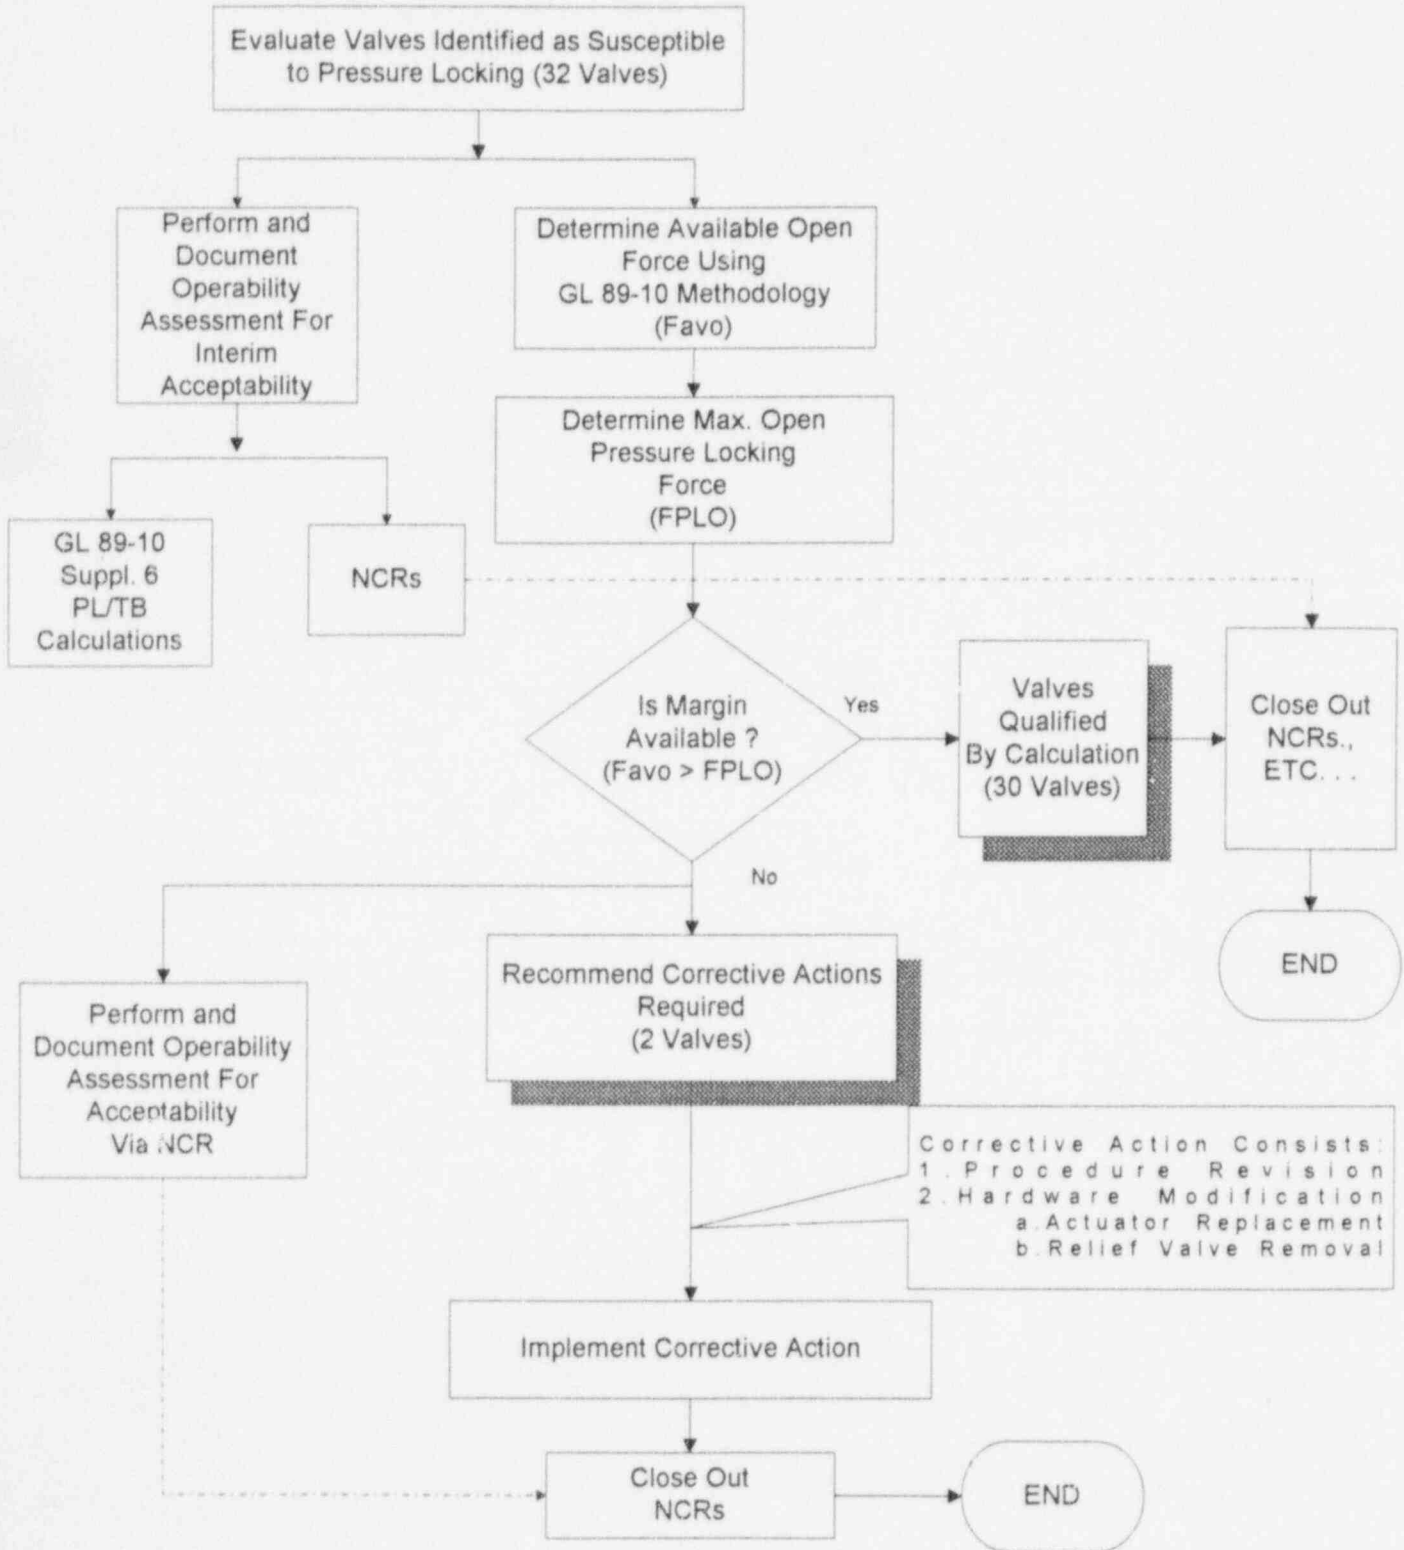 Evaluate Valves Identified as Susceptible
to Pressure Locking (32 Valves)
Perform and
Document
Operability
Assessment For
Interim
Acceptability
Determine Available Open
Force Using
GL 89-10 Methodology
(Favo)
Determine Max. Open
Pressure Locking
Force
(FPLO)
GL 89-10
Suppl. 6
PL/TB
Calculations
NCRs
Is Margin
Available ?
(Favo > FPLO)
Yes
Valves
Qualified
By Calculation
(30 Valves)
Close Out
NCRs.,
ETC. . .
END
No
Recommend Corrective Actions
Required
(2 Valves)
Perform and
Document Operability
Assessment For
Acceptability
Via NCR
Corrective Action Consists:
1. Procedure Revision
2. Hardware Modification
a. Actuator Replacement
b. Relief Valve Removal
Implement Corrective Action
Close Out
NCRs
END